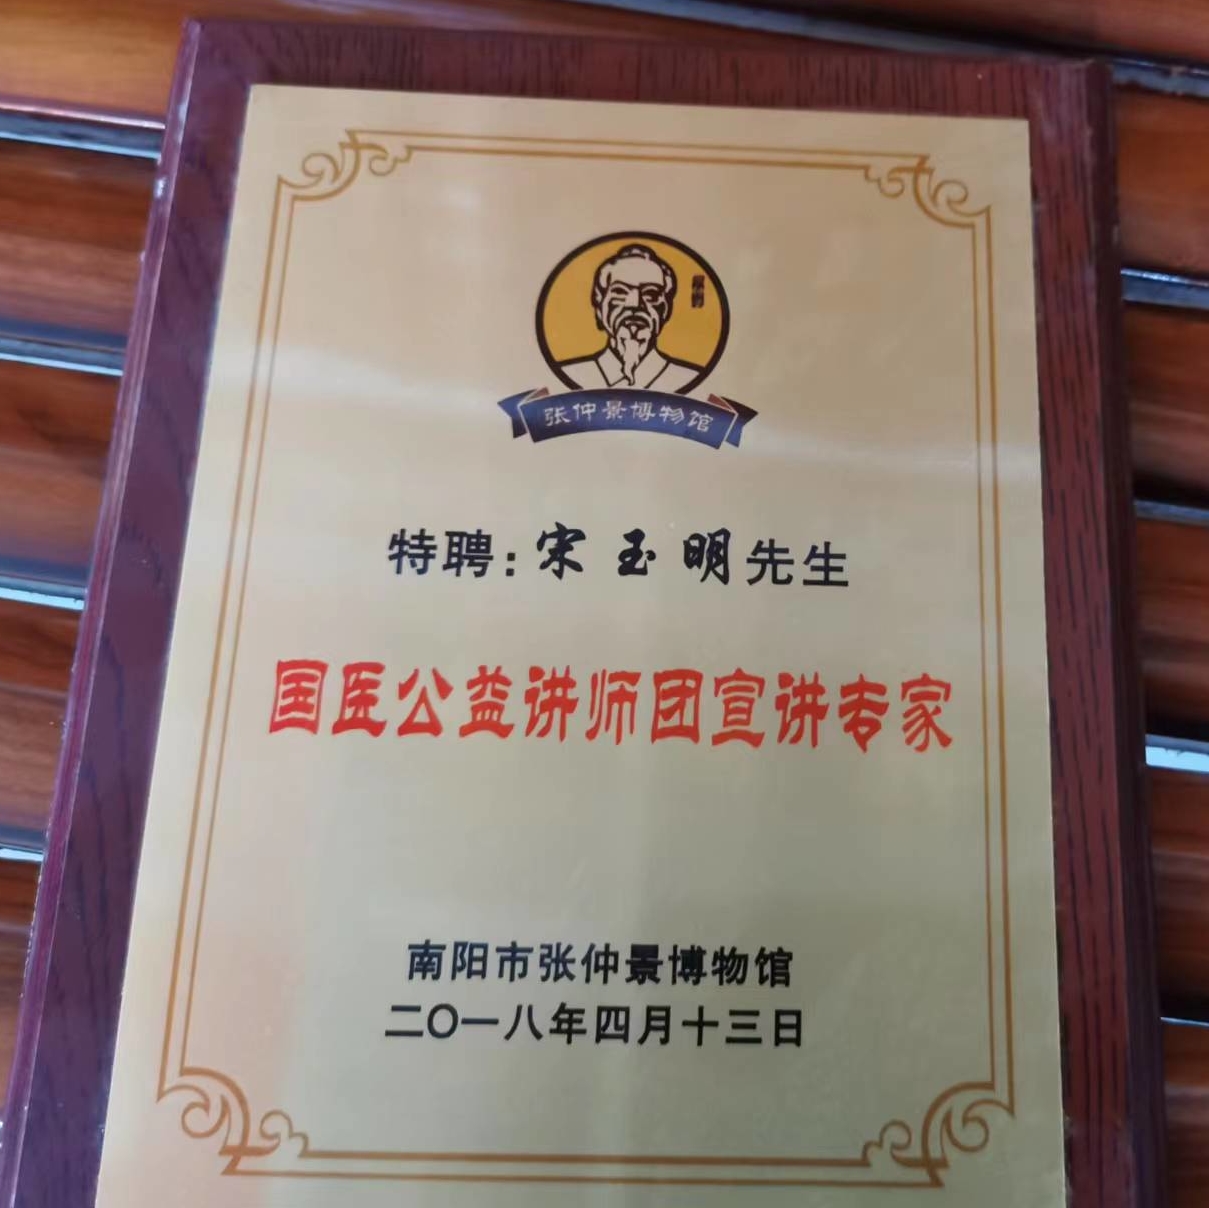 张仲景博物馆
特聘:宋玉明先生
国医公益讲师团宣讲专家
南阳市张仲景博物馆
二〇一八年四月十三日